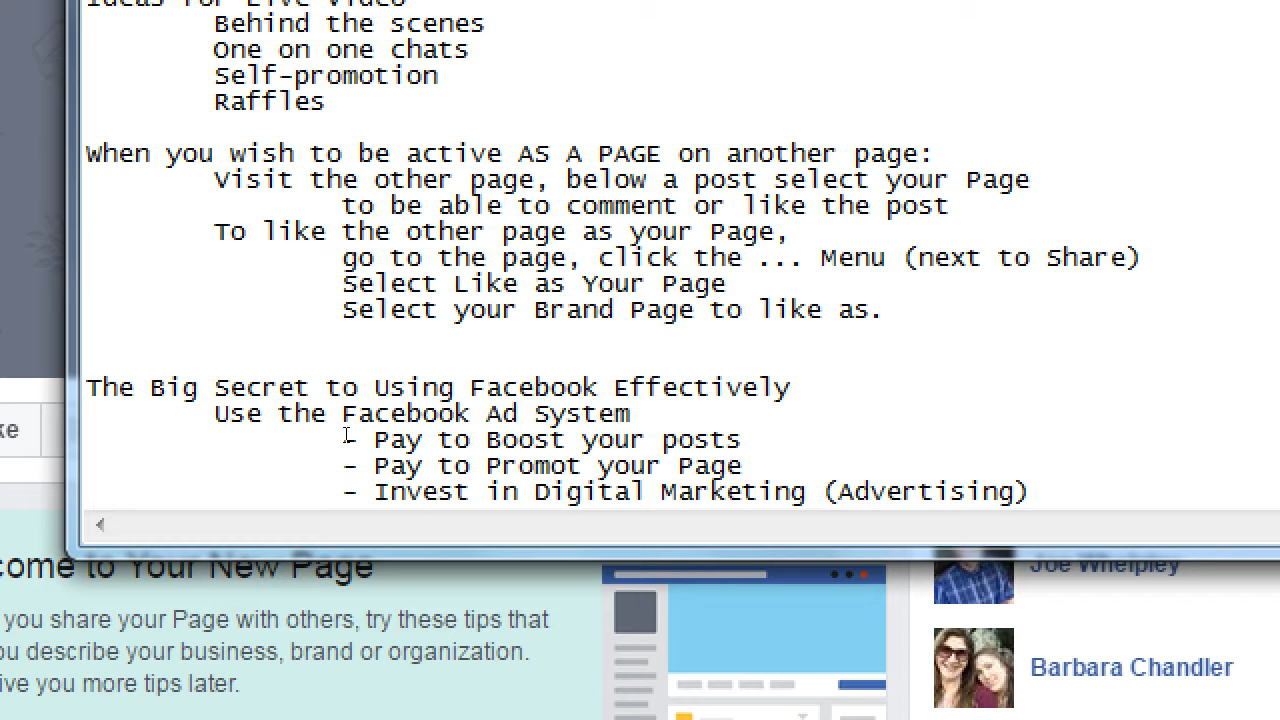 Ideas for Live Video
Behind the scenes
One on one chats
Self-promotion
Raffles
When you wish to be active AS A PAGE on another page:
Visit the other page, below a post select your Page
to be able to comment or like the post
To like the other page as your Page,
go to the page, click the ... Menu (next to Share)
Select Like as Your Page
Select your Brand Page to like as.
The Big Secret to Using Facebook Effectively
Use the Facebook Ad System
- Pay to Boost your posts
- Pay to Promot your Page
- Invest in Digital Marketing (Advertising)
ke
come to Your New Page
you share your Page with others, try these tips that
ou describe your business, brand or organization.
ive you more tips later.
Joe Whelpley
Barbara Chandler